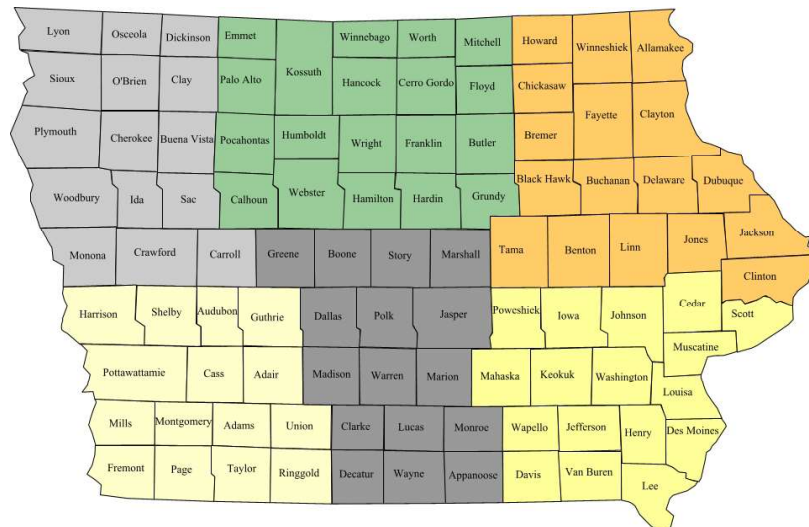 Lyon Osceola Dickinson Emmet Winnebago Worth Mitchell Howard Winneshiek Allamakee
Kossuth
Sioux O'Brien Clay Palo Alto Hancock Cerro Gordo Floyd Chickasaw
Fayette Clayton
Plymouth Cherokee Buena Vista Pocahontas Humboldt Wright Franklin Butler Bremer
Woodbury Ida Sac Calhoun Webster Hamilton Hardin Grundy Black Hawk Buchanan Delaware Dubuque
Monona Crawford Carroll Greene Boone Story Marshall Tama Benton Linn Jones Jackson
Clinton
Harrison Shelby Audubon Guthrie Dallas Polk Jasper Poweshiek Iowa Johnson Cedar Scott
Muscatine
Pottawattamie Cass Adair Madison Warren Marion Mahaska Keokuk Washington
Louisa
Mills Montgomery Adams Union Clarke Lucas Monroe Wapello Jefferson Henry Des Moines
Fremont Page Taylor Ringgold Decatur Wayne Appanoose Davis Van Buren Lee